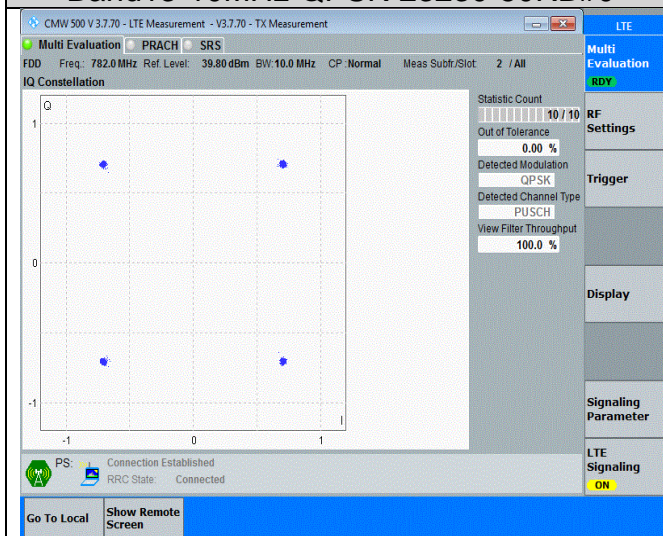 CMW 500 V 3.7.70 - LTE Measurement - V3.7.70 - TX Measurement
LTE
Multi Evaluation PRACH SRS
FDD Freq.: 782.0 MHz Ref. Level: 39.80 dBm BW: 10.0 MHz CP : Normal Meas Subfr./Slot: 2 / All
IQ Constellation
Q
1
0
-1
I
-1 0 1
Statistic Count
10 / 10
Out of Tolerance
0.00 %
Detected Modulation
QPSK
Detected Channel Type
PUSCH
View Filter Throughput
100.0 %
PS: Connection Established
RRC State: Connected
Multi
Evaluation
RDY
RF
Settings
Trigger
Display
Signaling
Parameter
LTE
Signaling
ON
Go To Local
Show Remote
Screen